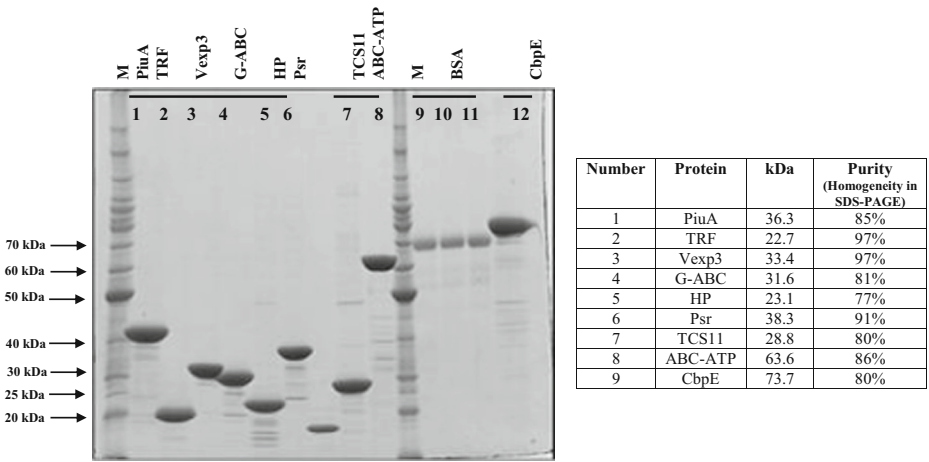 M PiuA TRF Vexp3 G-ABC HP Psr TCS11 ABC-ATP M BSA CbpE
1 2 3 4 5 6 7 8 9 10 11 12
70 kDa
60 kDa
50 kDa
40 kDa
30 kDa
25 kDa
20 kDa
Number Protein kDa Purity
(Homogeneity in
SDS-PAGE)
1 PiuA 36.3 85%
2 TRF 22.7 97%
3 Vexp3 33.4 97%
4 G-ABC 31.6 81%
5 HP 23.1 77%
6 Psr 38.3 91%
7 TCS11 28.8 80%
8 ABC-ATP 63.6 86%
9 CbpE 73.7 80%